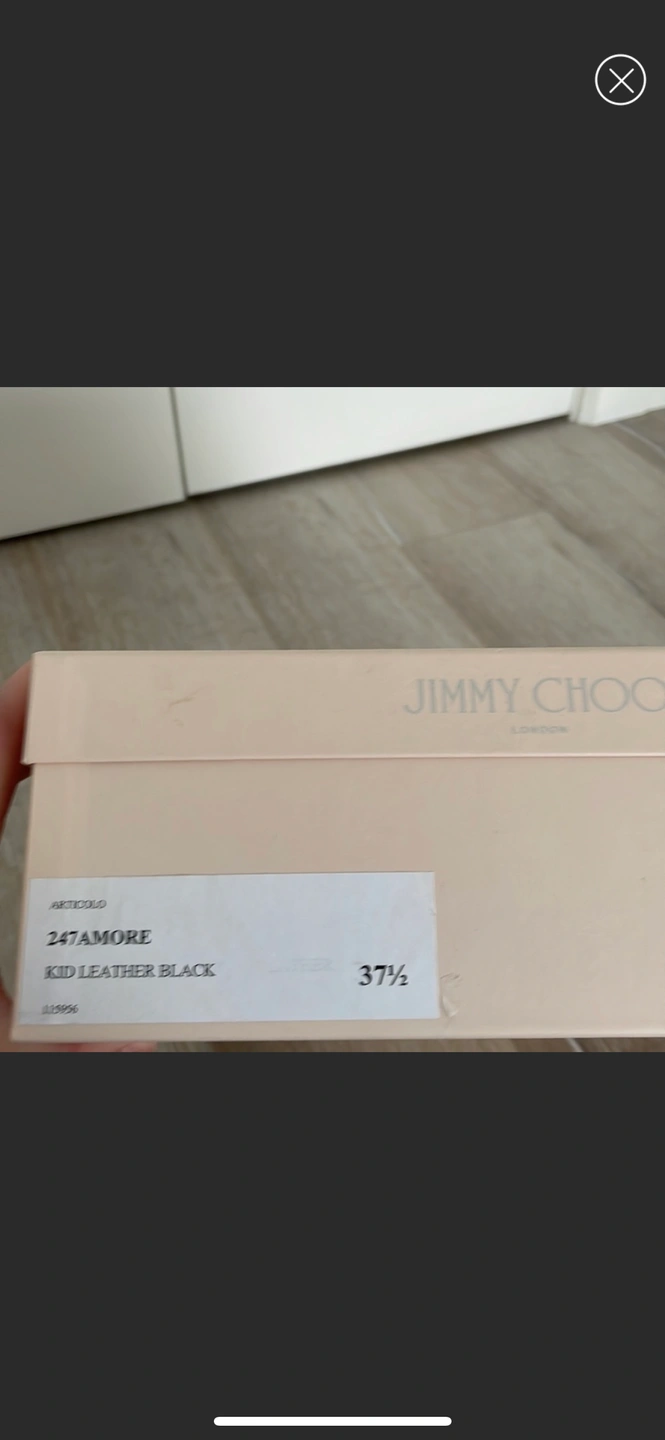 JIMMY CHOO
LONDON
ARTICOLO
247AMORE
KID LEATHER BLACK
37½